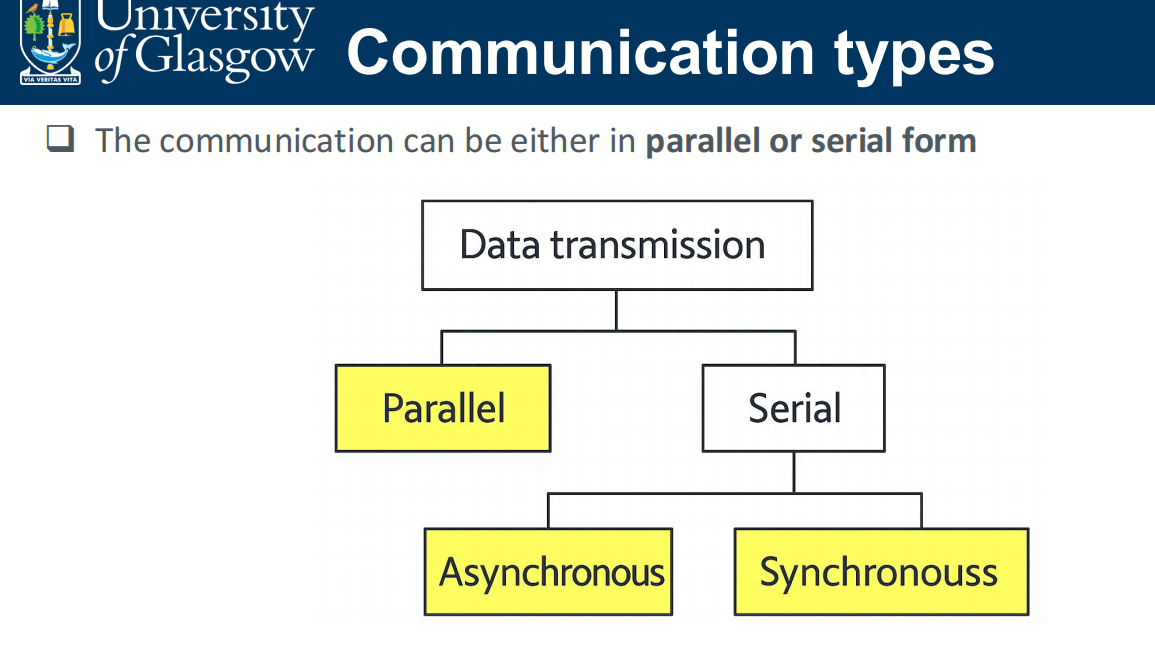 University
of Glasgow
VIA VERITAS VITA
Communication types
❑ The communication can be either in parallel or serial form
Data transmission
Parallel
Serial
Asynchronous
Synchronouss